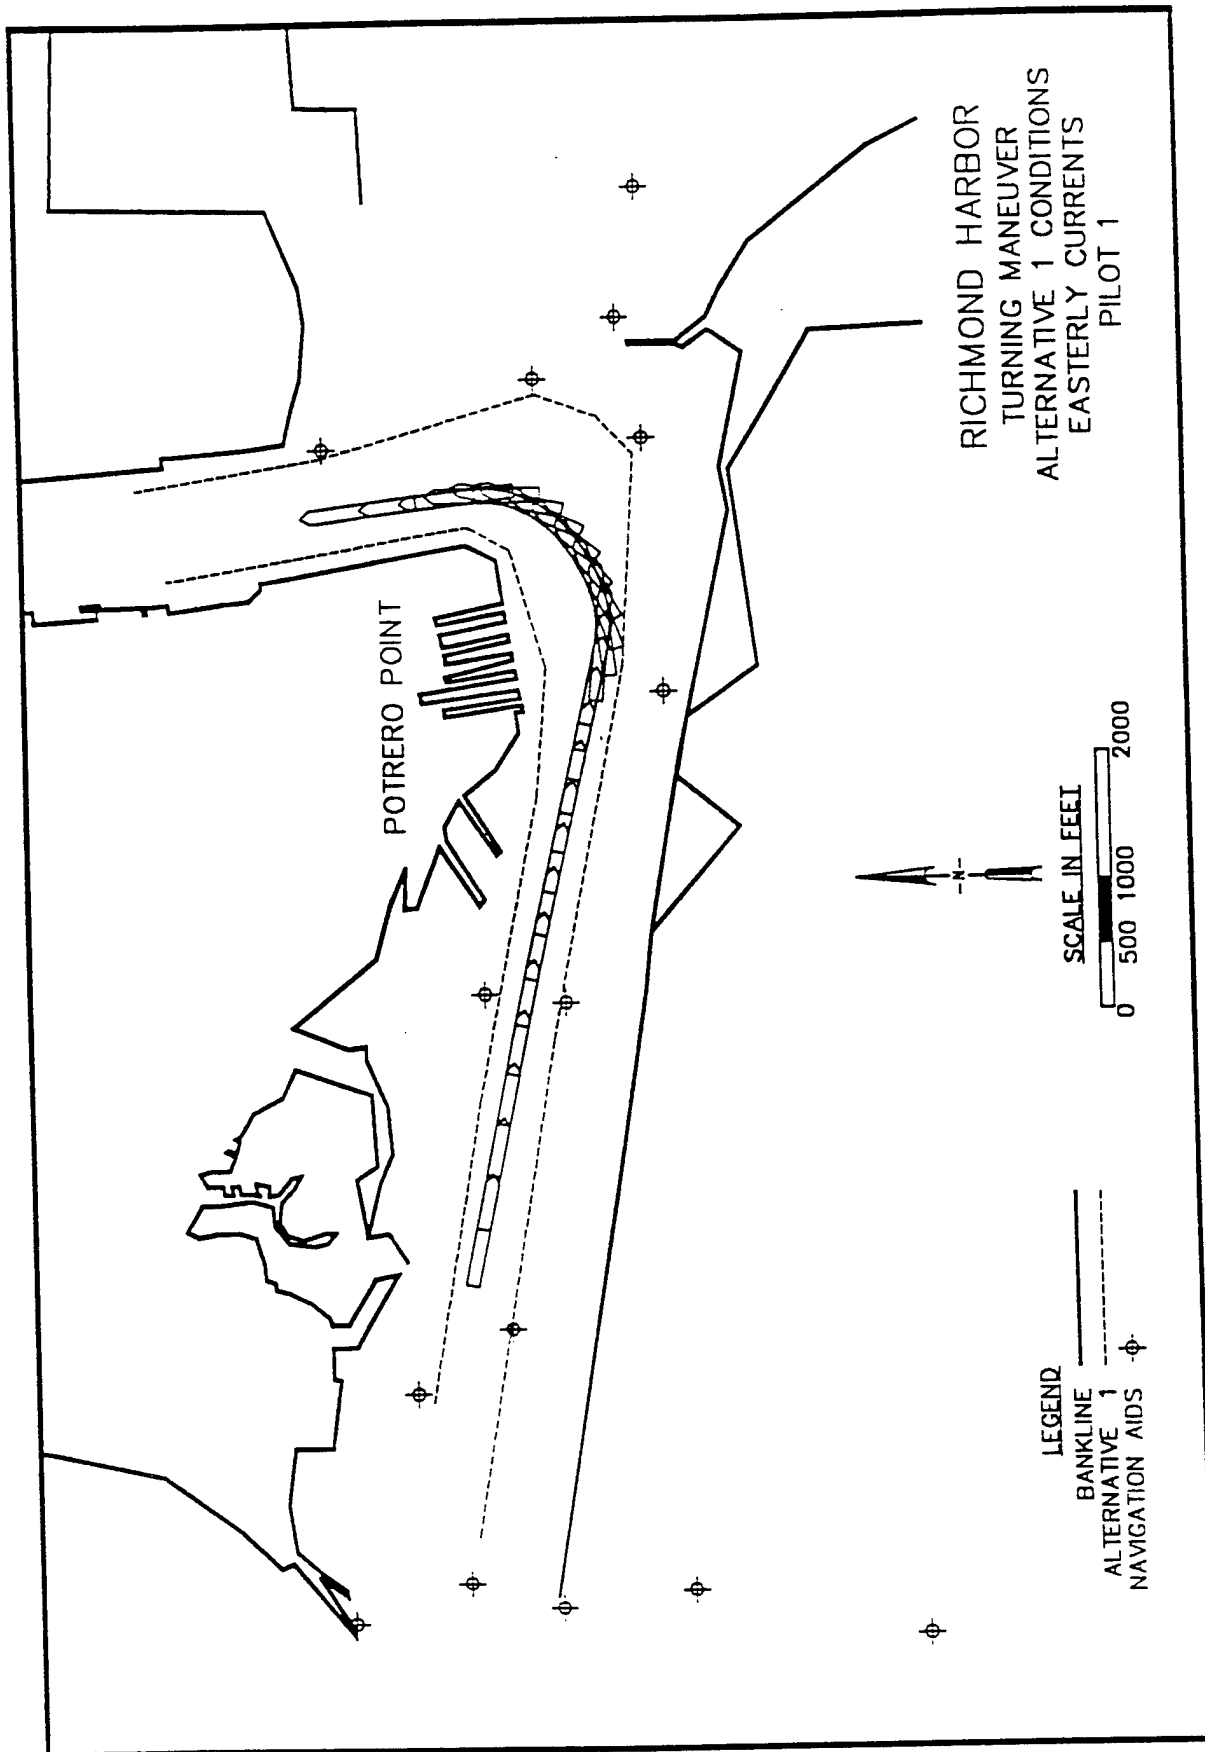 POTRERO POINT
RICHMOND HARBOR
TURNING MANEUVER
ALTERNATIVE 1 CONDITIONS
EASTERLY CURRENTS
PILOT 1
LEGEND
BANKLINE
ALTERNATIVE 1
NAVIGATION AIDS
-N-
SCALE IN FEET
0 500 1000 2000